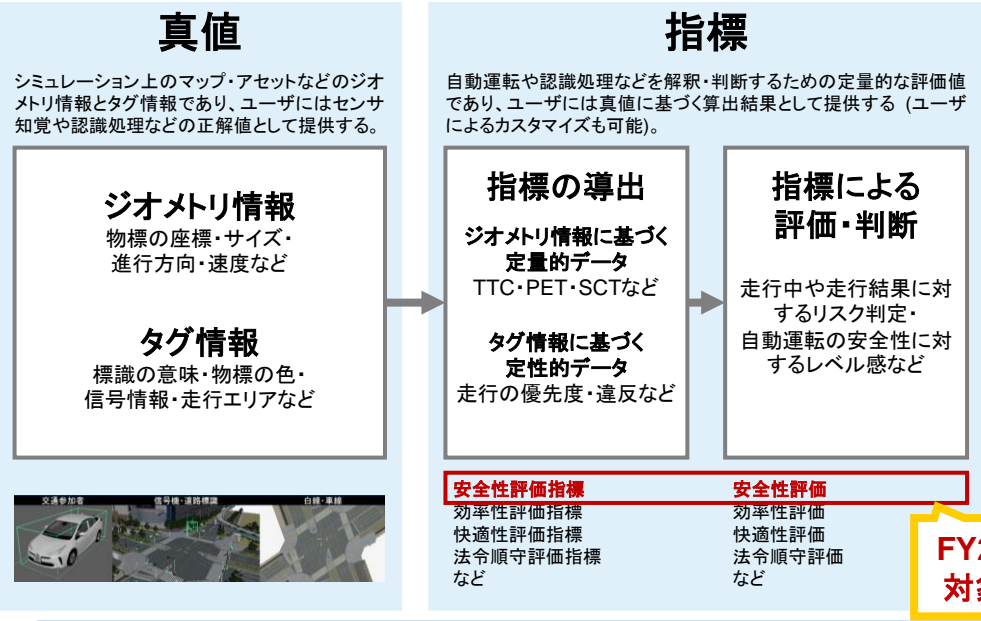 真値
シミュレーション上のマップ・アセットなどのジオ
メトリ情報とタグ情報であり、ユーザにはセンサ
知覚や認識処理などの正解値として提供する。
ジオメトリ情報
物標の座標・サイズ・
進行方向・速度など
タグ情報
標識の意味・物標の色・
信号情報・走行エリアなど
交通参加者
信号機・道路標識
白線・車線
指標
自動運転や認識処理などを解釈・判断するための定量的な評価値
であり、ユーザには真値に基づく算出結果として提供する (ユーザ
によるカスタマイズも可能)。
指標の導出
ジオメトリ情報に基づく
定量的データ
TTC・PET・SCTなど
タグ情報に基づく
定性的データ
走行の優先度・違反など
指標による
評価・判断
走行中や走行結果に対
するリスク判定・
自動運転の安全性に対
するレベル感など
安全性評価指標
効率性評価指標
快適性評価指標
法令順守評価指標
など
安全性評価
効率性評価
快適性評価
法令順守評価
など
FY2
対象